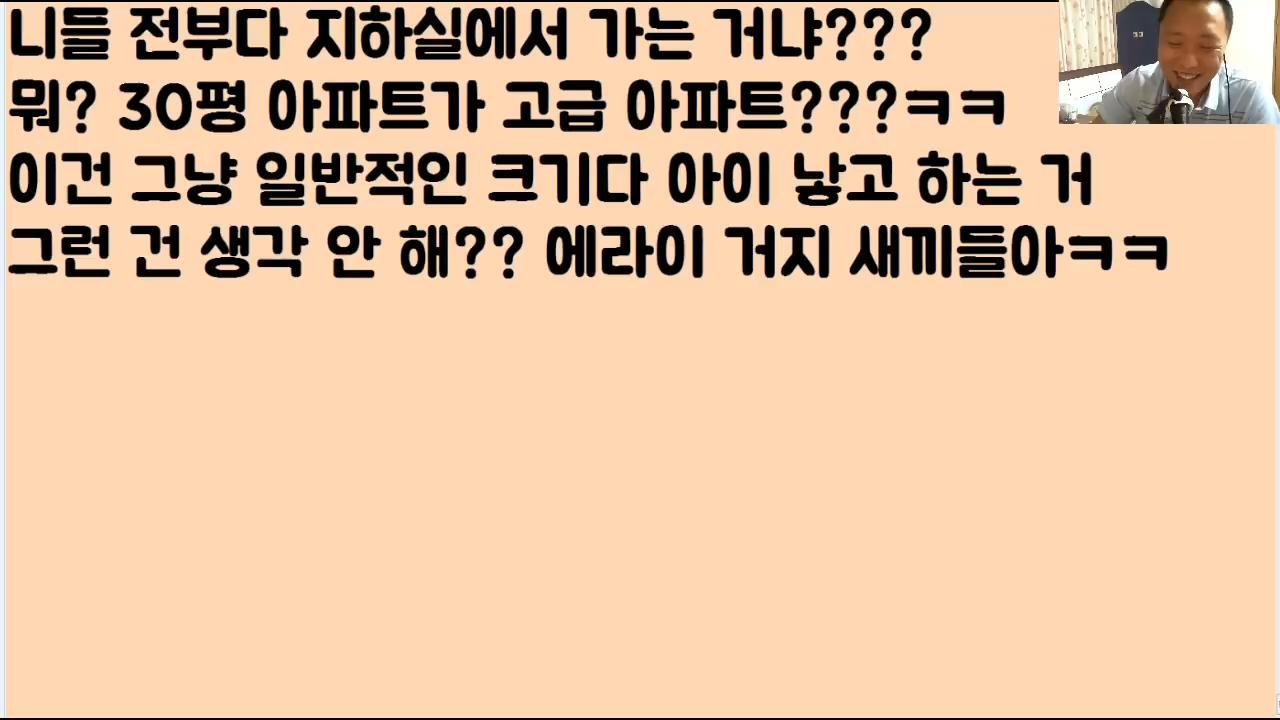 니들 전부다 지하실에서 가는 거냐???
뭐? 30평 아파트가 고급 아파트???ㅋㅋ
이건 그냥 일반적인 크기다 아이 낳고 하는 거
그런 건 생각 안 해?? 에라이 거지 새끼들아ㅋㅋ